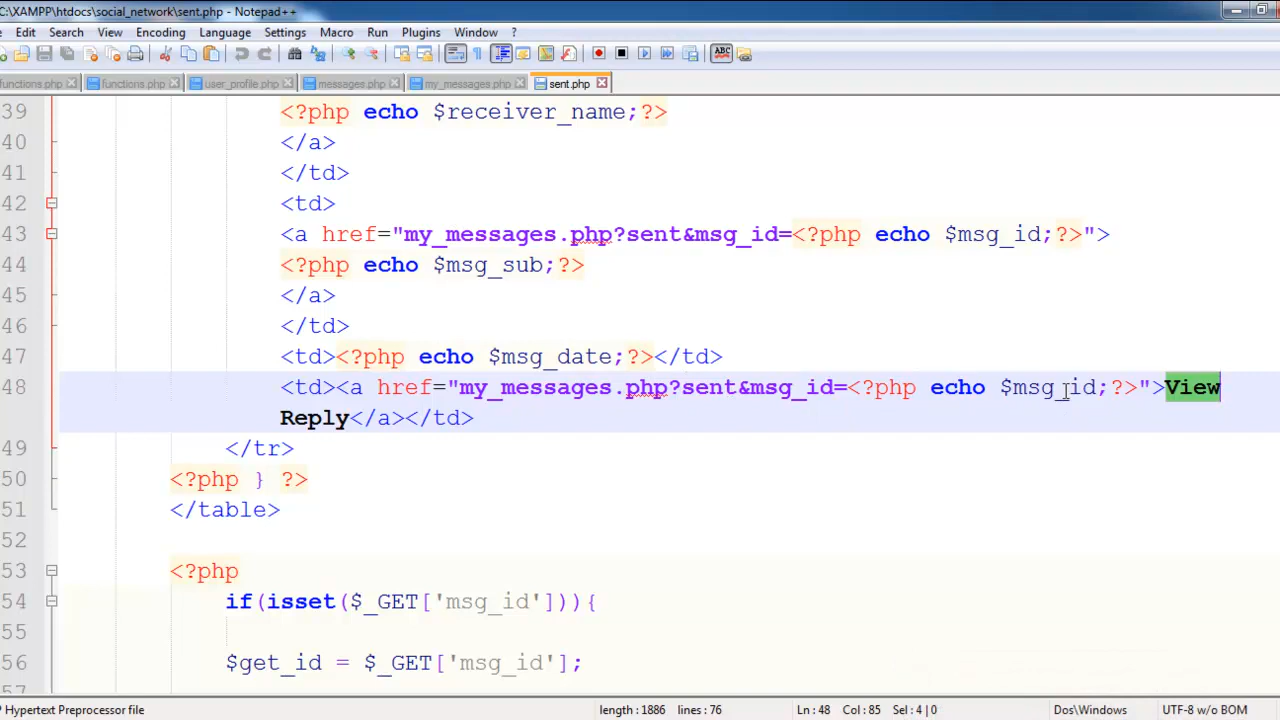 C:\XAMPP\htdocs\social_network\sent.php - Notepad++
Edit Search View Encoding Language Settings Macro Run Plugins Window ?
functions.php functions.php user_profile.php messages.php my_messages.php sent.php
39 <?php echo $receiver_name;?>
40 </a>
41 </td>
42 <td>
43 <a href="my_messages.php?sent&msg_id=<?php echo $msg_id;?>">
44 <?php echo $msg_sub;?>
45 </a>
46 </td>
47 <td><?php echo $msg_date;?></td>
48 <td><a href="my_messages.php?sent&msg_id=<?php echo $msg_id;?>">View
Reply</a></td>
49 </tr>
50 <?php } ?>
51 </table>
52
53 <?php
54 if(isset($_GET['msg_id'])){
55
56 $get_id = $_GET['msg_id'];
57
Hypertext Preprocessor file length : 1886 lines : 76 Ln : 48 Col : 85 Sel : 4 | 0 Dos\Windows UTF-8 w/o BOM